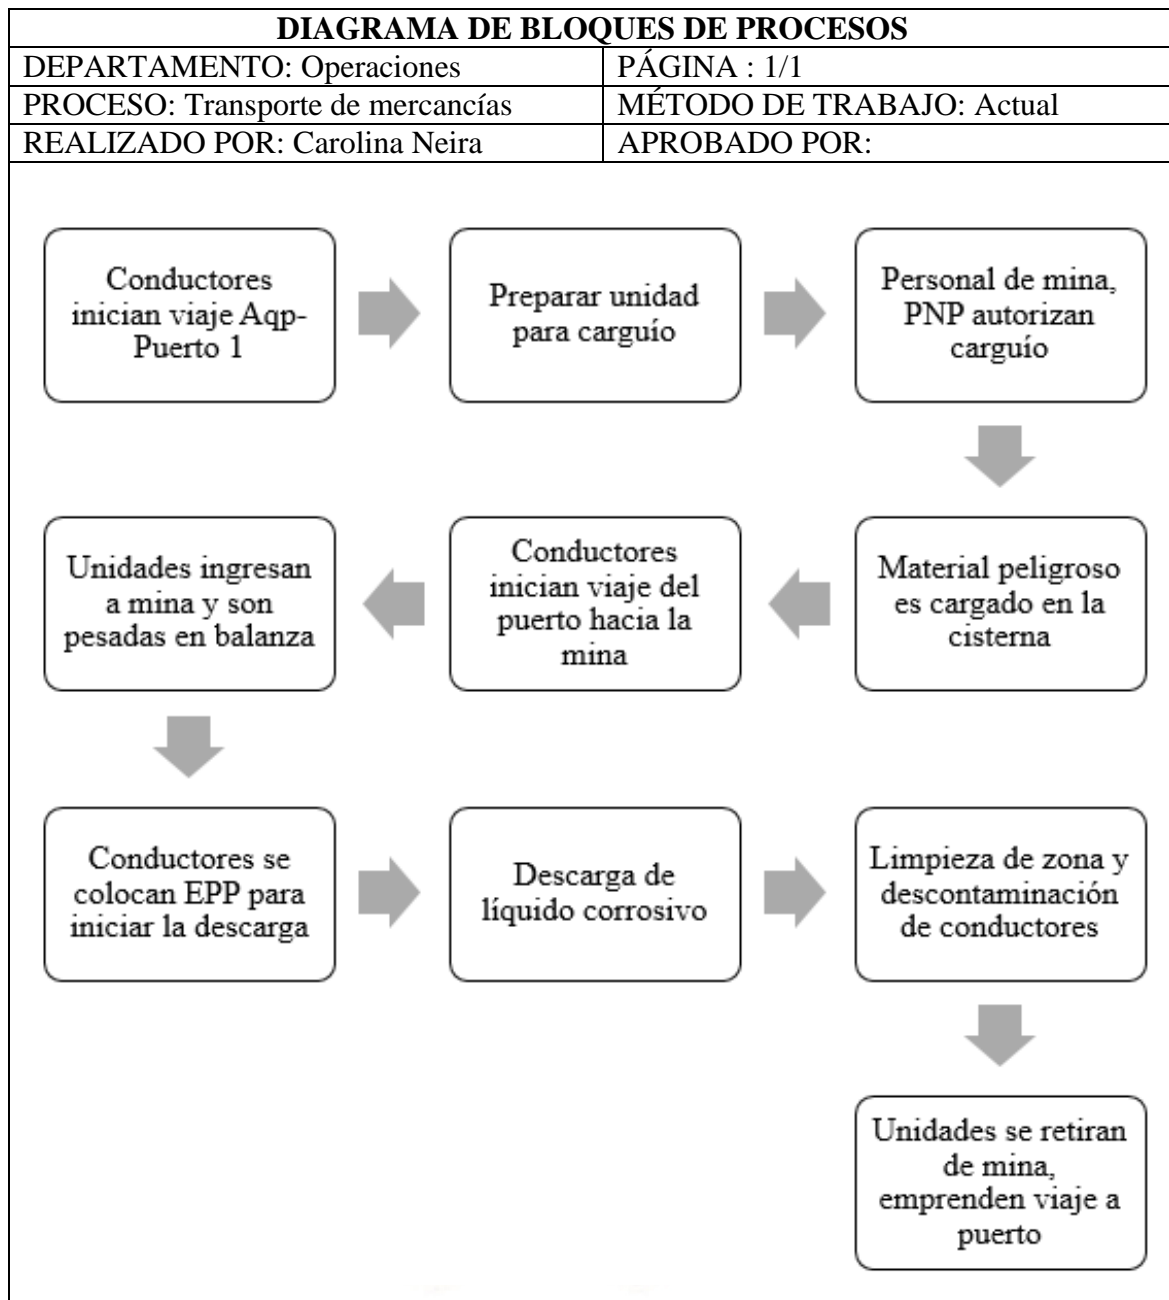 DIAGRAMA DE BLOQUES DE PROCESOS
DEPARTAMENTO: Operaciones
PÁGINA : 1/1
PROCESO: Transporte de mercancías
MÉTODO DE TRABAJO: Actual
REALIZADO POR: Carolina Neira
APROBADO POR:
Conductores
inician viaje Aqp-
Puerto 1
Preparar unidad
para carguío
Personal de mina,
PNP autorizan
carguío
Material peligroso
es cargado en la
cisterna
Conductores
inician viaje del
puerto hacia la
mina
Unidades ingresan
a mina y son
pesadas en balanza
Conductores se
colocan EPP para
iniciar la descarga
Descarga de
líquido corrosivo
Limpieza de zona y
descontaminación
de conductores
Unidades se retiran
de mina,
emprenden viaje a
puerto